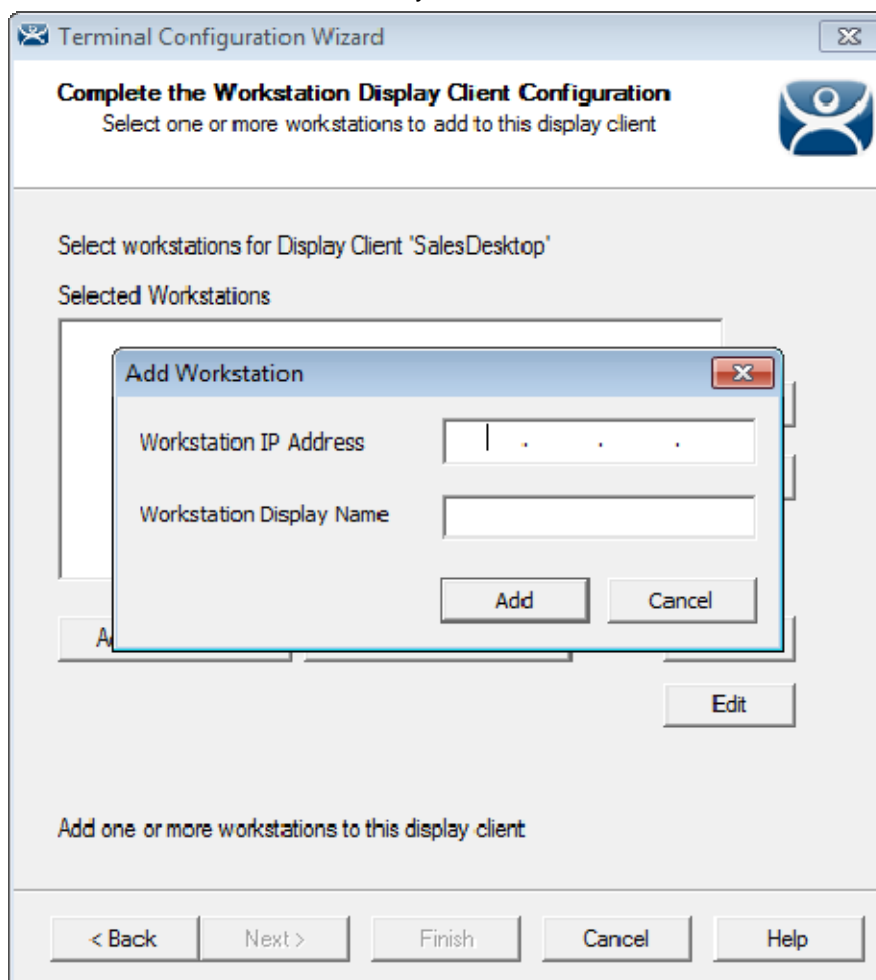 Terminal Configuration Wizard
Complete the Workstation Display Client Configuration
Select one or more workstations to add to this display client
Select workstations for Display Client 'SalesDesktop'
Selected Workstations
Add Workstation
Workstation IP Address . . .
Workstation Display Name
Add Cancel
Edit
Add one or more workstations to this display client
< Back Next > Finish Cancel Help